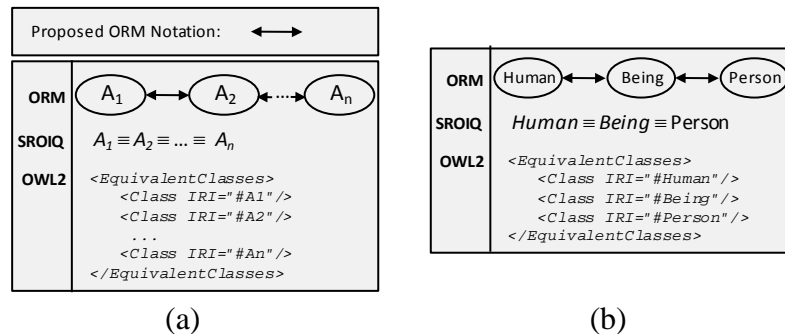 Proposed ORM Notation:
ORM
A1 A2 ... An
SROIQ
A1 ≡ A2 ≡ ... ≡ An
OWL2
<EquivalentClasses>
<Class IRI="#A1"/>
<Class IRI="#A2"/>
...
<Class IRI="#An"/>
</EquivalentClasses>
(a)
ORM
Human Being Person
SROIQ
Human ≡ Being ≡ Person
OWL2
<EquivalentClasses>
<Class IRI="#Human"/>
<Class IRI="#Being"/>
<Class IRI="#Person"/>
</EquivalentClasses>
(b)